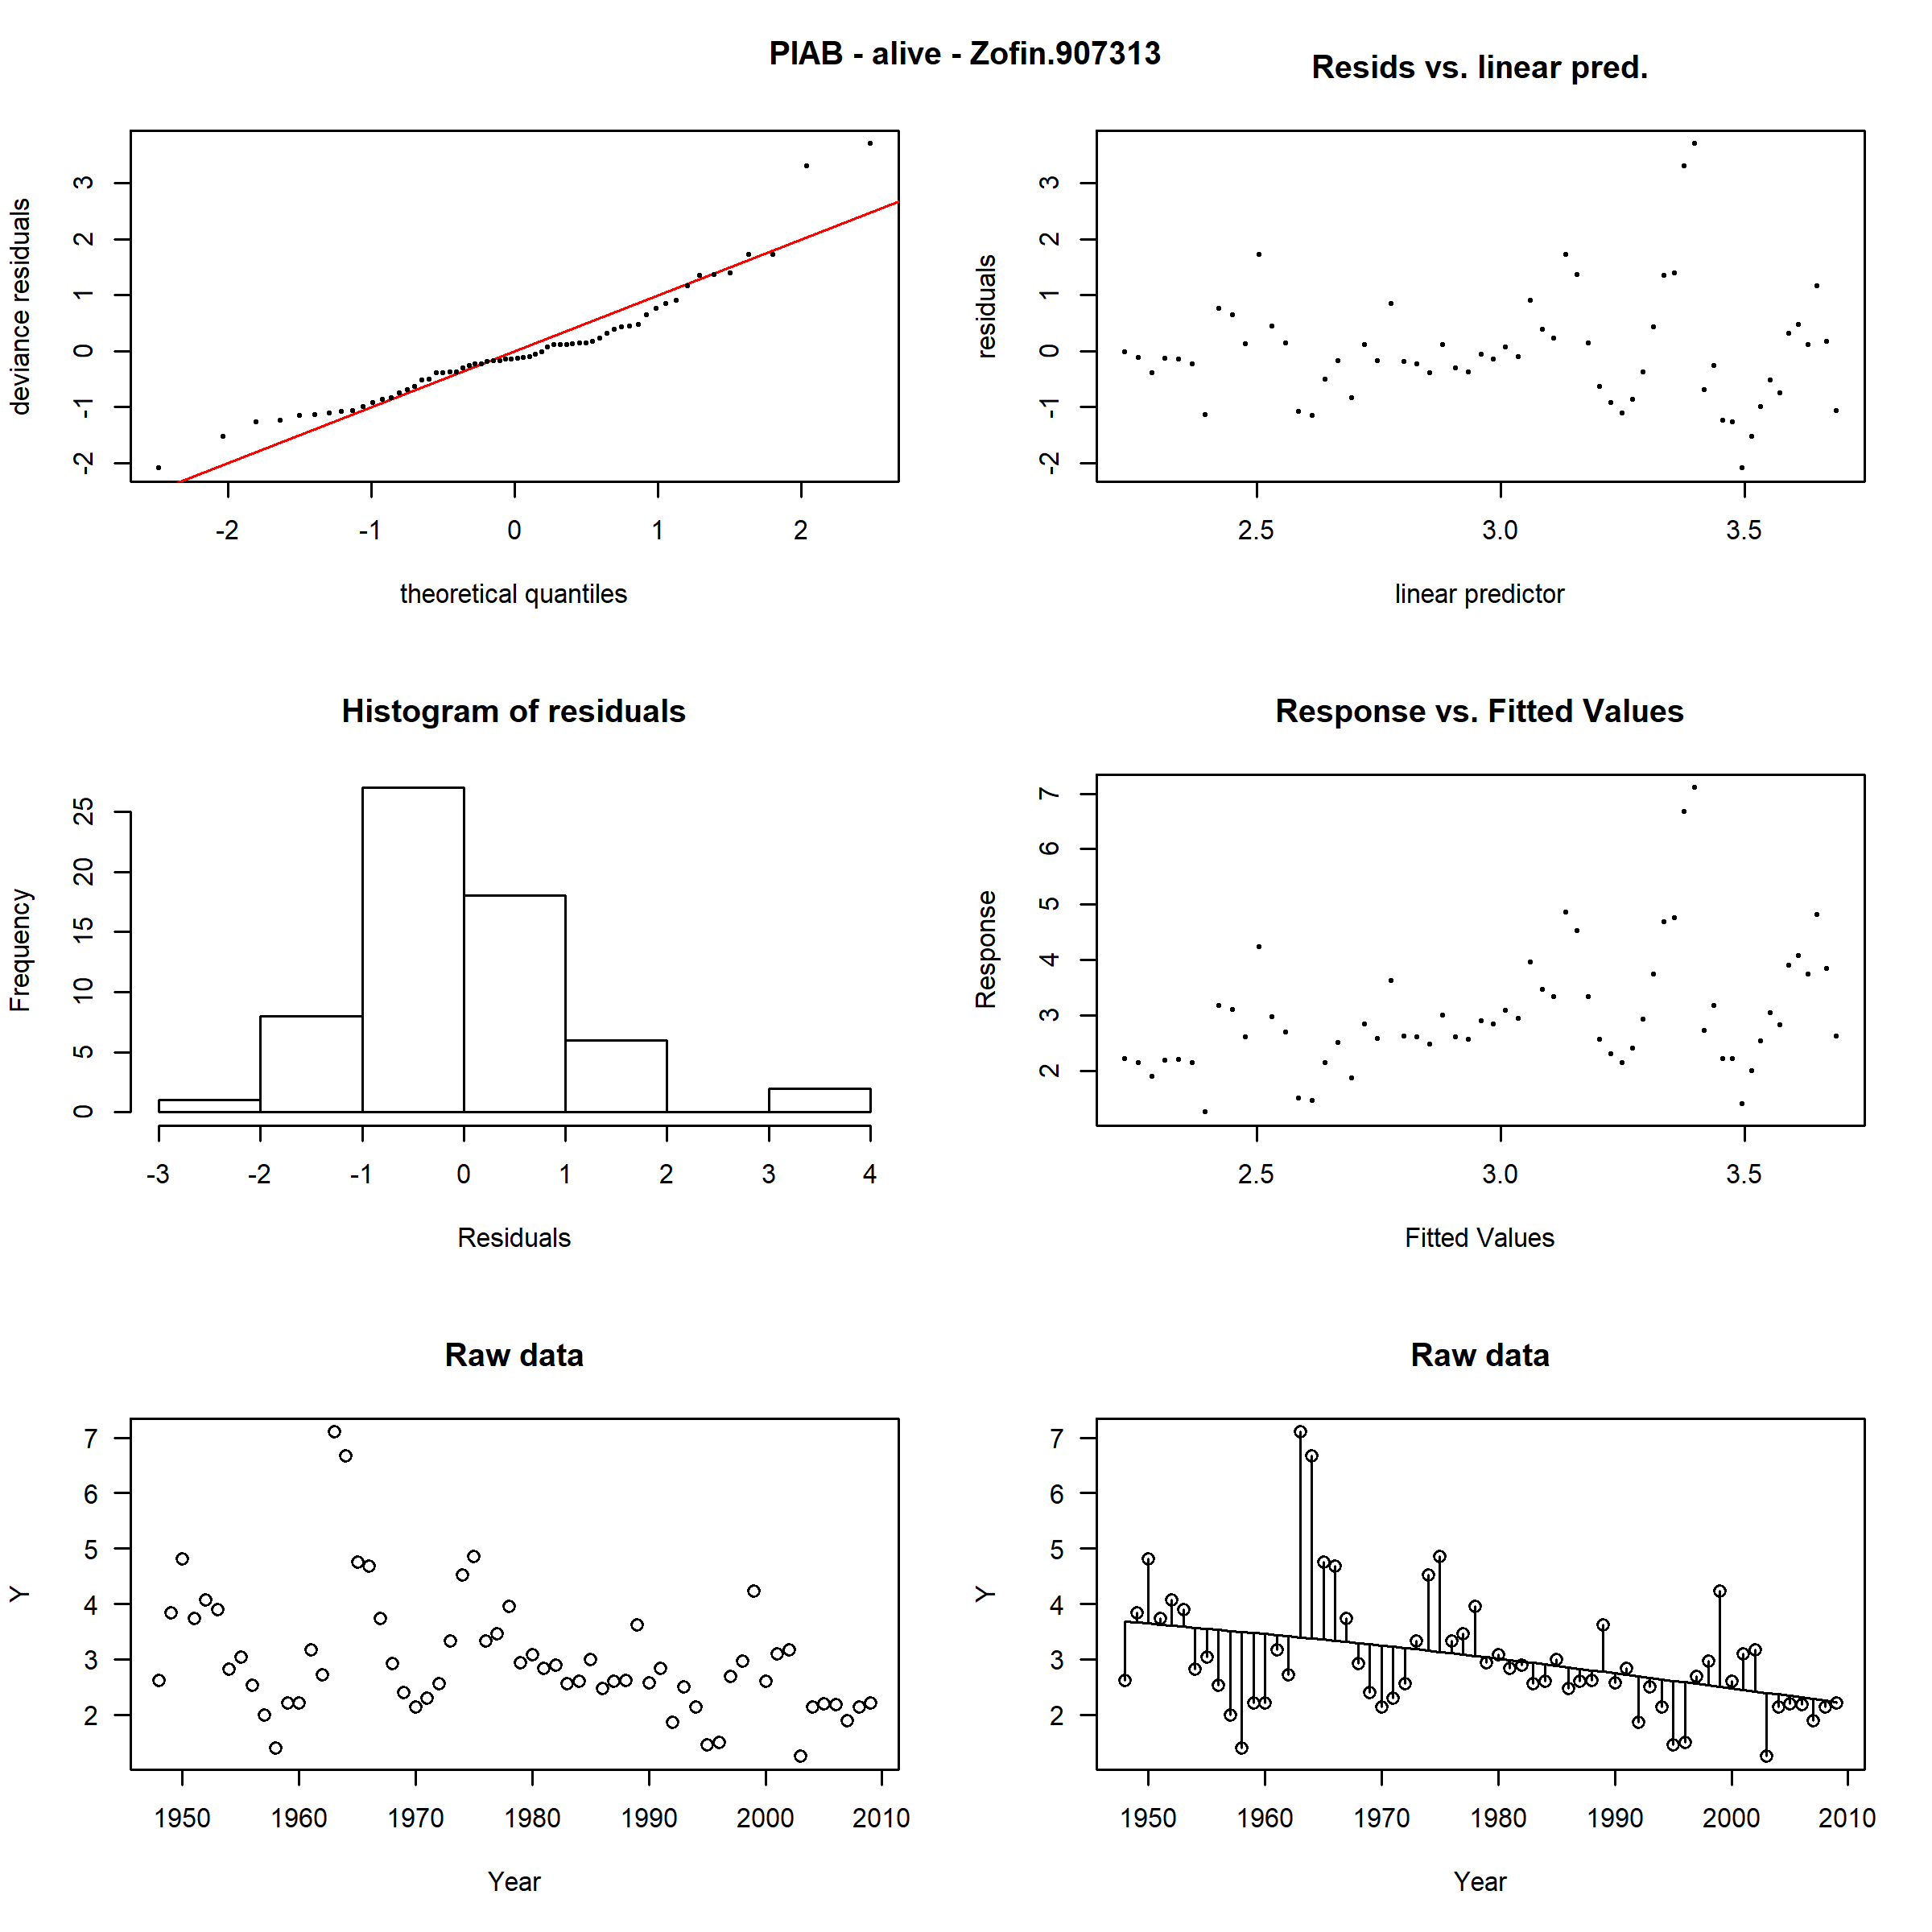 PIAB - alive - Zofin.907313
Resids vs. linear pred.
deviance residuals
3
2
1
0
-1
-2
-2 -1 0 1 2
theoretical quantiles
residuals
3
2
1
0
-1
-2
2.5 3.0 3.5
linear predictor
Histogram of residuals
Frequency
25
20
15
10
5
0
-3 -2 -1 0 1 2 3 4
Residuals
Response vs. Fitted Values
Response
7
6
5
4
3
2
2.5 3.0 3.5
Fitted Values
Raw data
Y
7
6
5
4
3
2
1950 1960 1970 1980 1990 2000 2010
Year
Raw data
Y
7
6
5
4
3
2
1950 1960 1970 1980 1990 2000 2010
Year